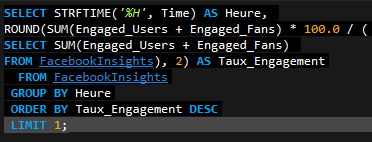 SELECT STRFTIME('%H', Time) AS Heure,
ROUND(SUM(Engaged_Users + Engaged_Fans) * 100.0 / (
SELECT SUM(Engaged_Users + Engaged_Fans)
FROM FacebookInsights), 2) AS Taux_Engagement
FROM FacebookInsights
GROUP BY Heure
ORDER BY Taux_Engagement DESC
LIMIT 1;